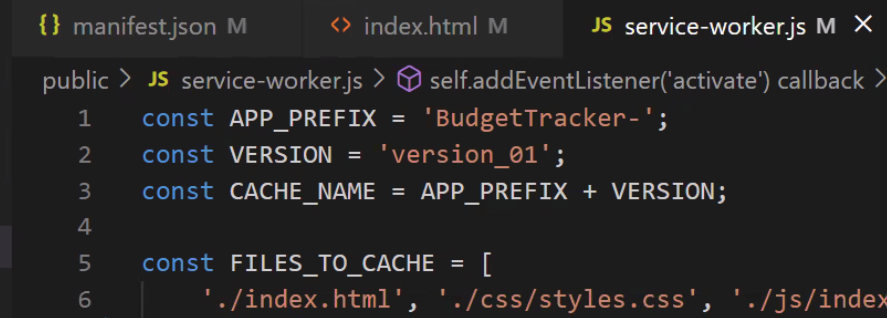 {} manifest.json M <> index.html M JS service-worker.js M ×
public > JS service-worker.js > self.addEventListener('activate') callback >
1 const APP_PREFIX = 'BudgetTracker-';
2 const VERSION = 'version_01';
3 const CACHE_NAME = APP_PREFIX + VERSION;
4
5 const FILES_TO_CACHE = [
6 './index.html', './css/styles.css', './js/index